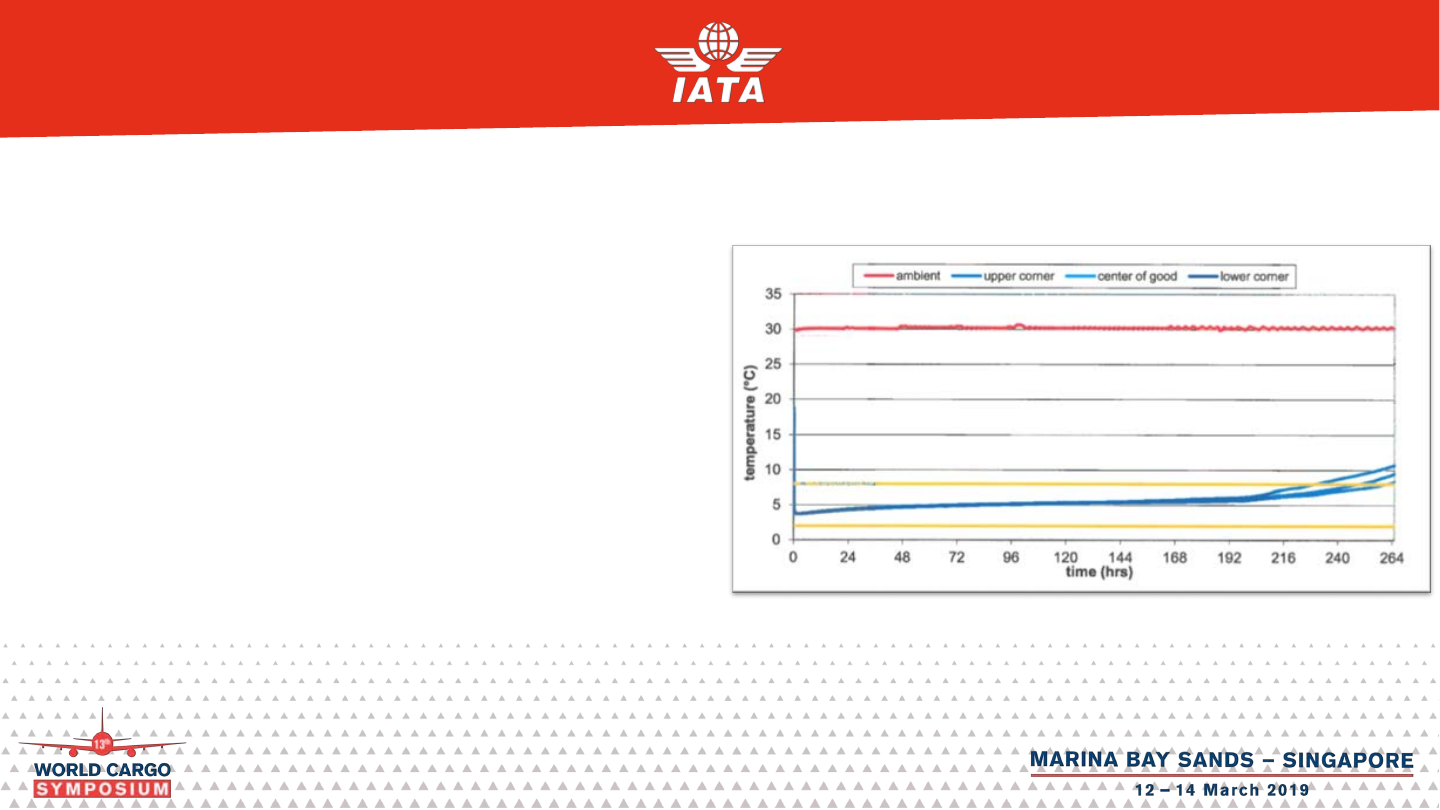 IATA
ambient upper corner center of good lower corner
35
30
25
20
15
10
5
0
temperature (°C)
0 24 48 72 96 120 144 168 192 216 240 264
time (hrs)
13th
WORLD CARGO
SYMPOSIUM
MARINA BAY SANDS – SINGAPORE
12 – 14 March 2019